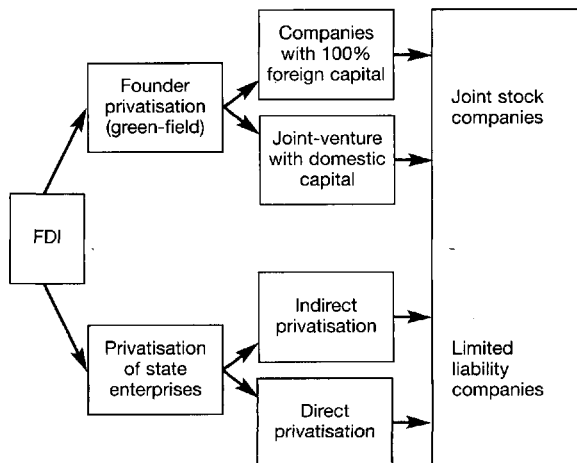 Companies
with 100%
foreign capital
Founder
privatisation
(green-field)
Joint stock
companies
Joint-venture
with domestic
capital
FDI
Indirect
privatisation
Privatisation
of state
enterprises
Limited
liability
companies
Direct
privatisation